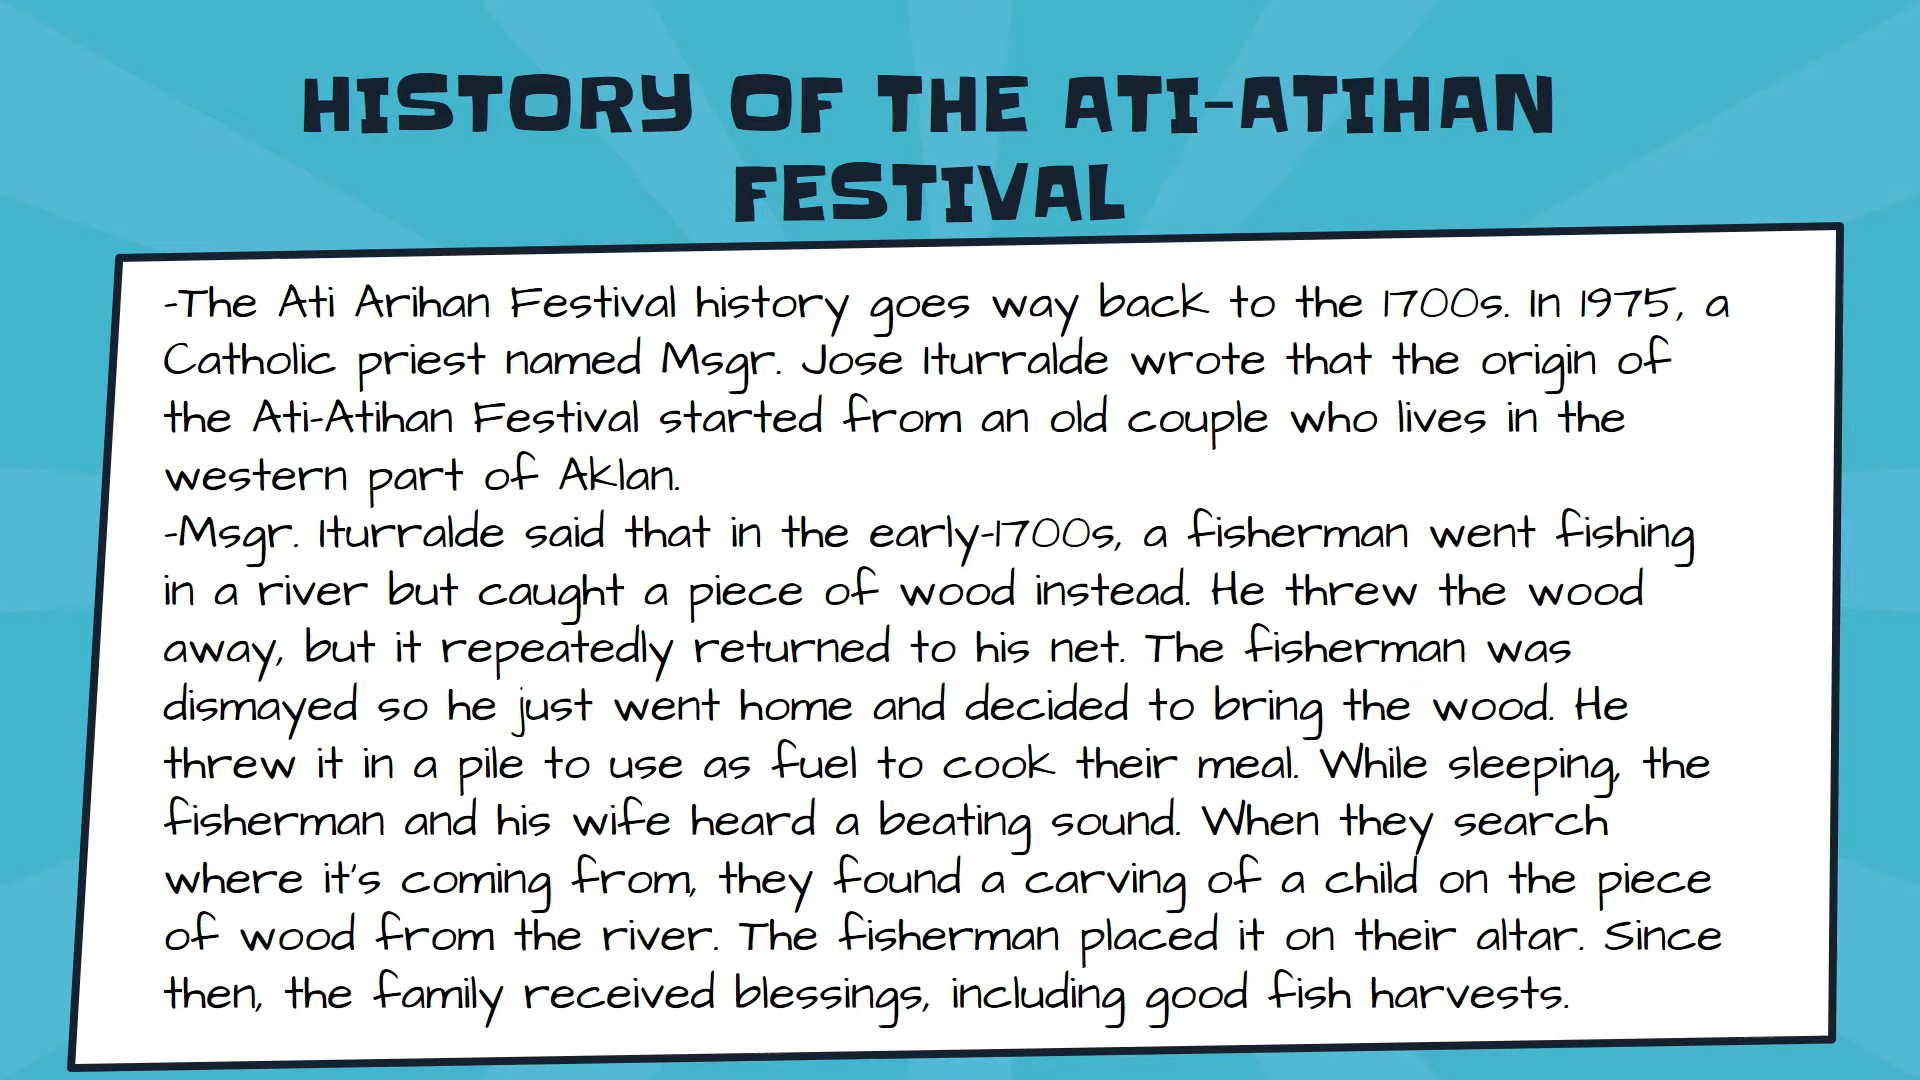 HISTORY OF THE ATI-ATIHAN
FESTIVAL
-The Ati Arihan Festival history goes way back to the 1700s. In 1975, a
Catholic priest named Msgr. Jose Iturralde wrote that the origin of
the Ati-Atihan Festival started from an old couple who lives in the
western part of Aklan.
-Msgr. Iturralde said that in the early-1700s, a fisherman went fishing
in a river but caught a piece of wood instead. He threw the wood
away, but it repeatedly returned to his net. The fisherman was
dismayed so he just went home and decided to bring the wood. He
threw it in a pile to use as fuel to cook their meal. While sleeping, the
fisherman and his wife heard a beating sound. When they search
where it's coming from, they found a carving of a child on the piece
of wood from the river. The fisherman placed it on their altar. Since
then, the family received blessings, including good fish harvests.